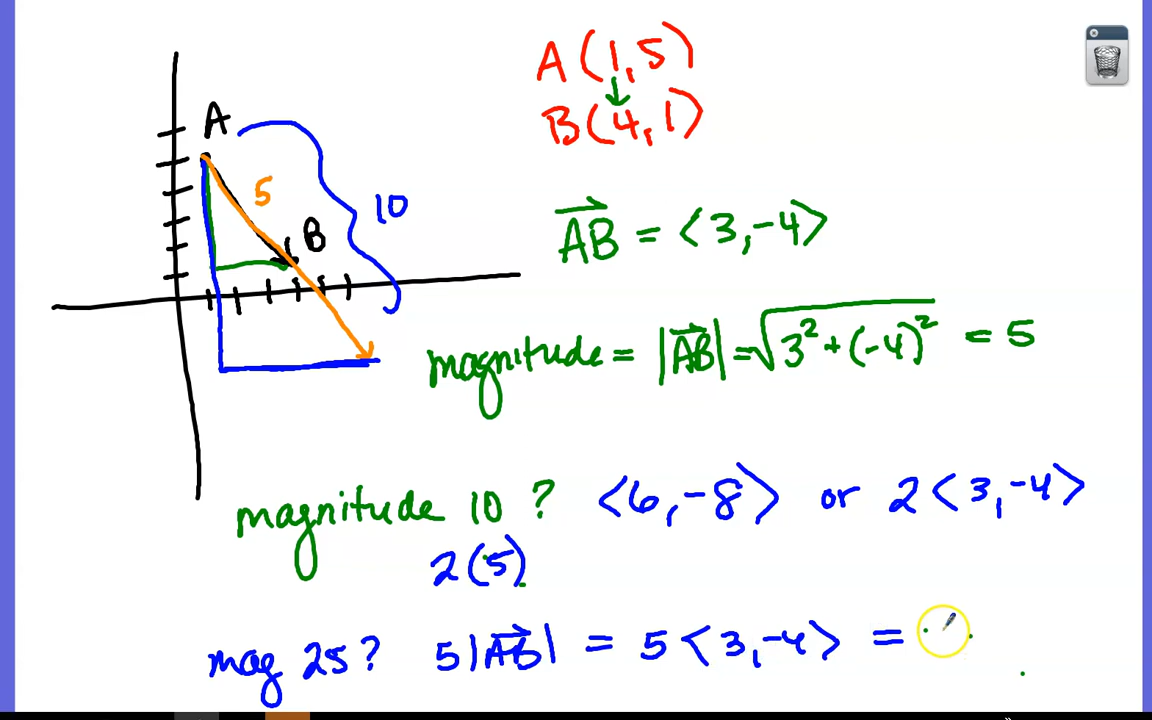 A (1,5)
B (4,1)
A
5
10
B
AB = <3,-4>
magnitude = |AB| = √3² + (-4)² = 5
magnitude 10 ? <6,-8> or 2<3,-4>
2(5)
mag 25? 5|AB| = 5<3,-4> =